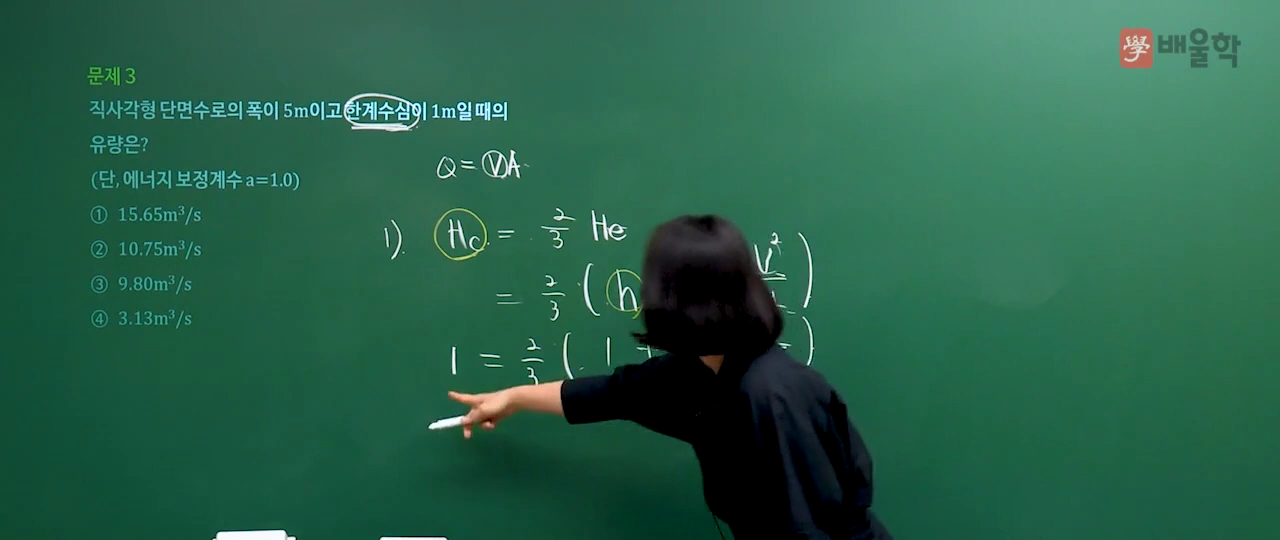 學 배울학
문제 3
직사각형 단면수로의 폭이 5m이고 한계수심이 1m일 때의
유량은?
(단, 에너지 보정계수 a=1.0)
① 15.65m³/s
② 10.75m³/s
③ 9.80m³/s
④ 3.13m³/s
Q = VA
1). Hc = 2/3 He
= 2/3 ( h V² )
1 = 2/3 ( 1 + )